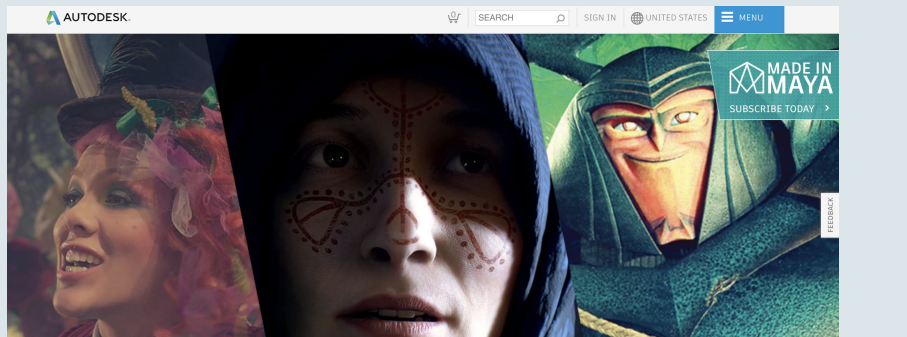 AUTODESK.
0
SEARCH
SIGN IN
UNITED STATES
MENU
MADE IN
MAYA
SUBSCRIBE TODAY
FEEDBACK